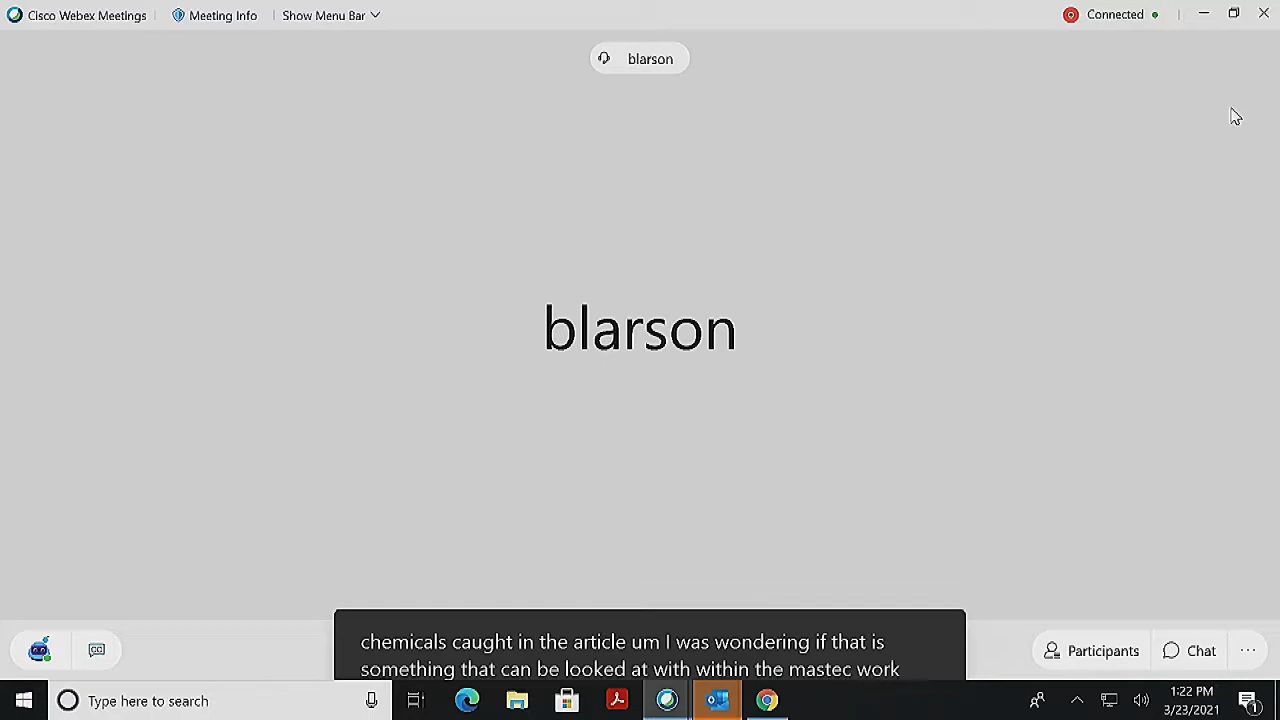 Cisco Webex Meetings
Meeting Info
Show Menu Bar
Connected
blarson
blarson
chemicals caught in the article um I was wondering if that is
something that can be looked at with within the mastec work
Participants
Chat
Type here to search
1:22 PM
3/23/2021
1